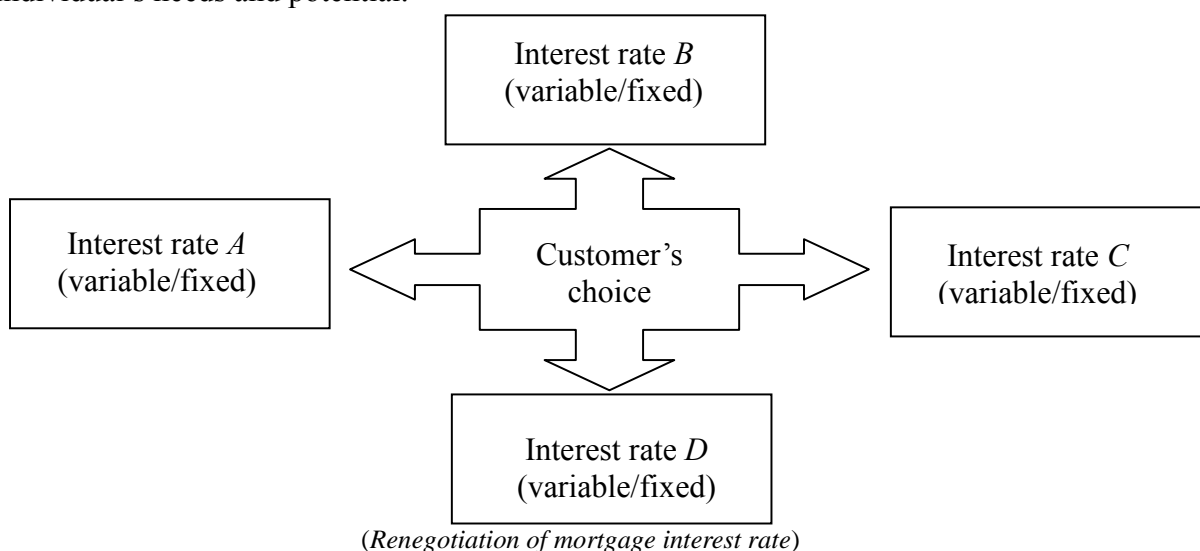 individual's needs and potential.
Interest rate B
(variable/fixed)
Interest rate A
(variable/fixed)
Customer's
choice
Interest rate C
(variable/fixed)
Interest rate D
(variable/fixed)
(Renegotiation of mortgage interest rate)